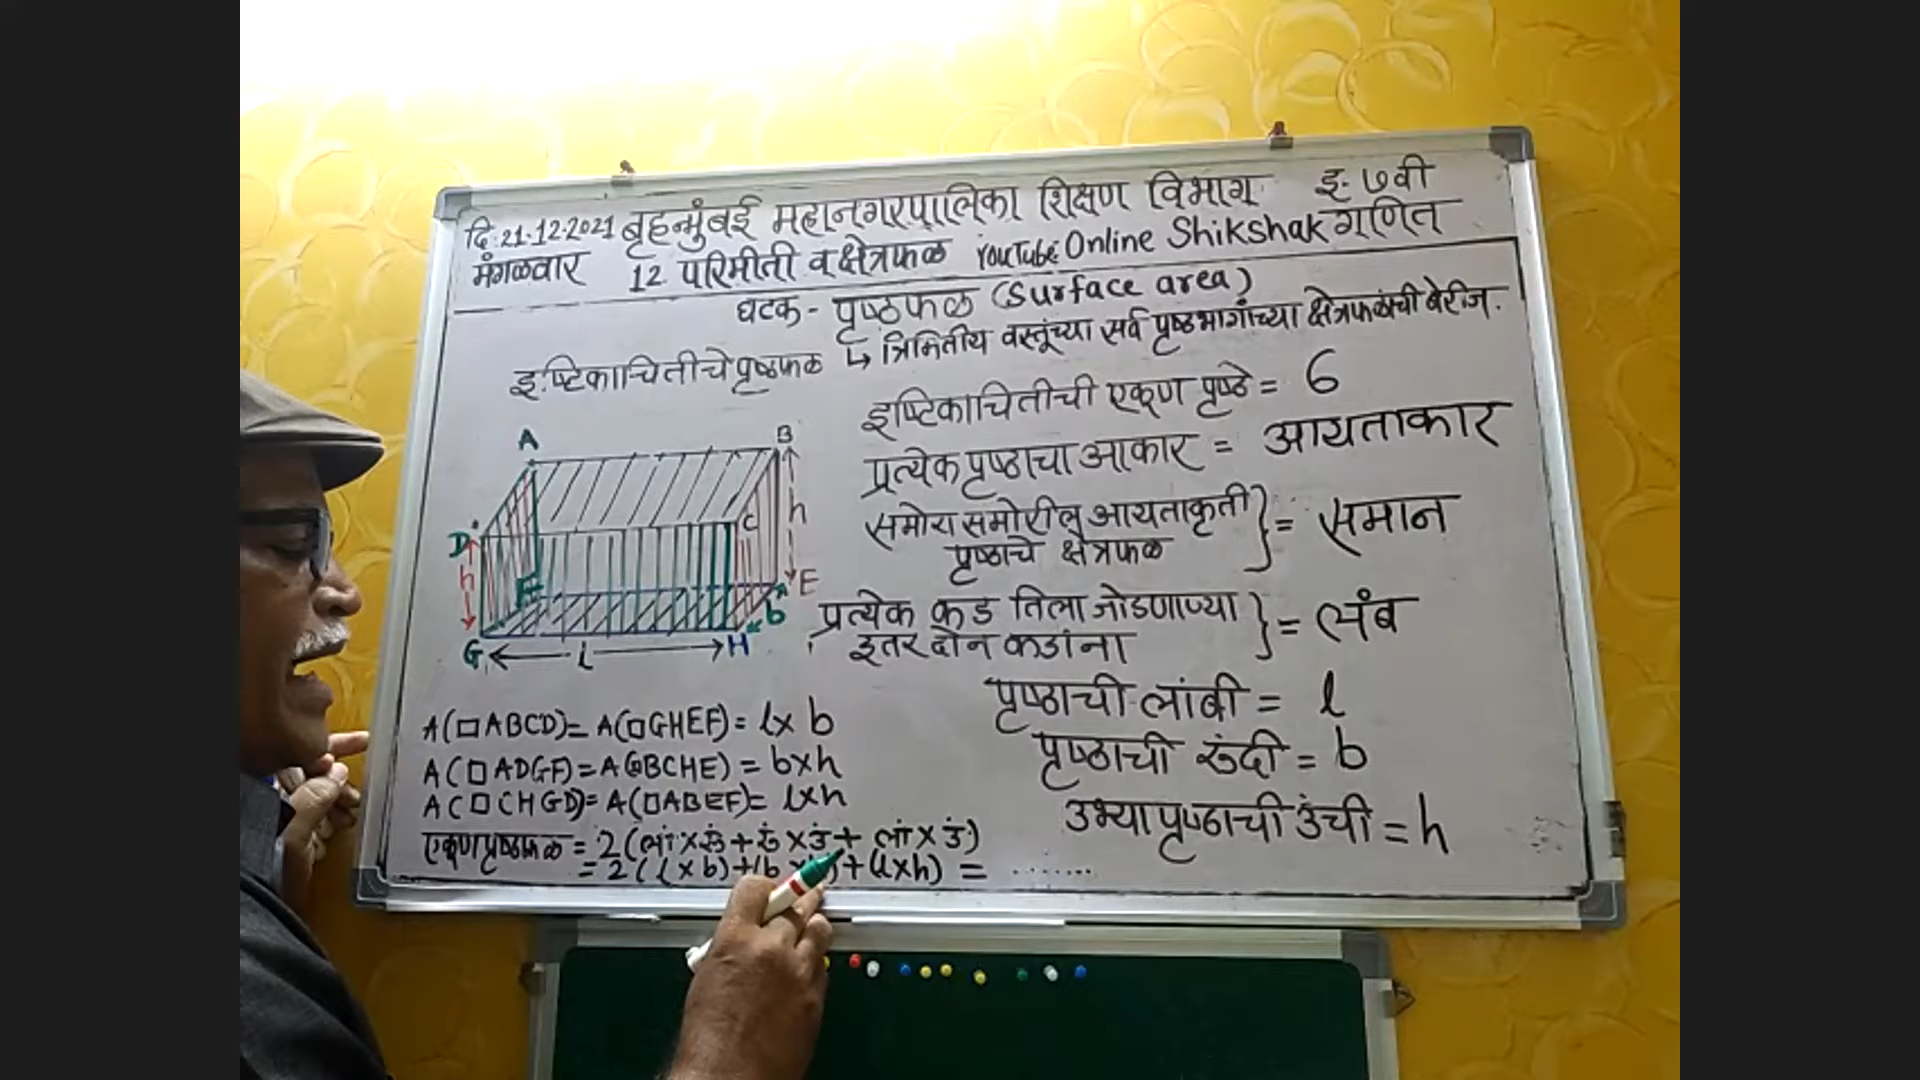 दि: 21.12.2021 बृहन्मुंबई महानगरपालिका शिक्षण विभाग इ. ७वी
मंगळवार 12 परिमीती व क्षेत्रफळ YouTube: Online Shikshak गणित
घटक - पृष्ठफळ (Surface area)
↳ त्रिमितीय वस्तूंच्या सर्व पृष्ठभागांच्या क्षेत्रफळांची बेरीज.
इष्टिकाचितीचे पृष्ठफळ
इष्टिकाचितीची एकूण पृष्ठे = 6
प्रत्येक पृष्ठाचा आकार = आयताकार
समोरासमोरील आयताकृती
पृष्ठाचे क्षेत्रफळ } = समान
प्रत्येक कड तिला जोडणाऱ्या
इतर दोन कडांना } = लंब
पृष्ठाची लांबी = l
पृष्ठाची रुंदी = b
उभ्या पृष्ठाची उंची = h
A B
C h
D
h F E
b
G l H
A(□ABCD)= A(□GHEF)= l× b
A(□ADGF)=A(□BCHE) = b×h
A(□CHGD)= A(□ABEF)= l×h
एकूण पृष्ठफळ = 2(लां×रुं+रुं×उं+ लां×उं)
= 2(l×b)+(b × )+(l×h) = .......